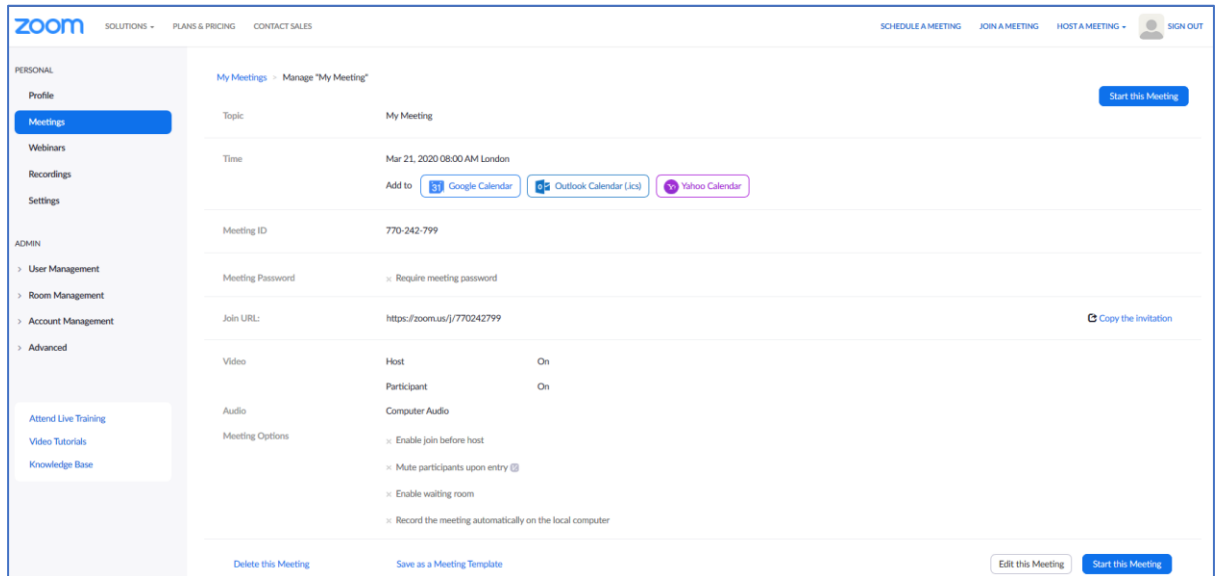 zoom SOLUTIONS PLANS & PRICING CONTACT SALES SCHEDULE A MEETING JOIN A MEETING HOST A MEETING SIGN OUT
PERSONAL
Profile
Meetings
Webinars
Recordings
Settings
ADMIN
User Management
Room Management
Account Management
Advanced
Attend Live Training
Video Tutorials
Knowledge Base
My Meetings > Manage "My Meeting"
Start this Meeting
Topic My Meeting
Time Mar 21, 2020 08:00 AM London
Add to 31 Google Calendar Outlook Calendar (.ics) Yahoo Calendar
Meeting ID 770-242-799
Meeting Password × Require meeting password
Join URL: https://zoom.us/j/770242799 Copy the invitation
Video Host On
Participant On
Audio Computer Audio
Meeting Options × Enable join before host
× Mute participants upon entry
× Enable waiting room
× Record the meeting automatically on the local computer
Delete this Meeting Save as a Meeting Template Edit this Meeting Start this Meeting